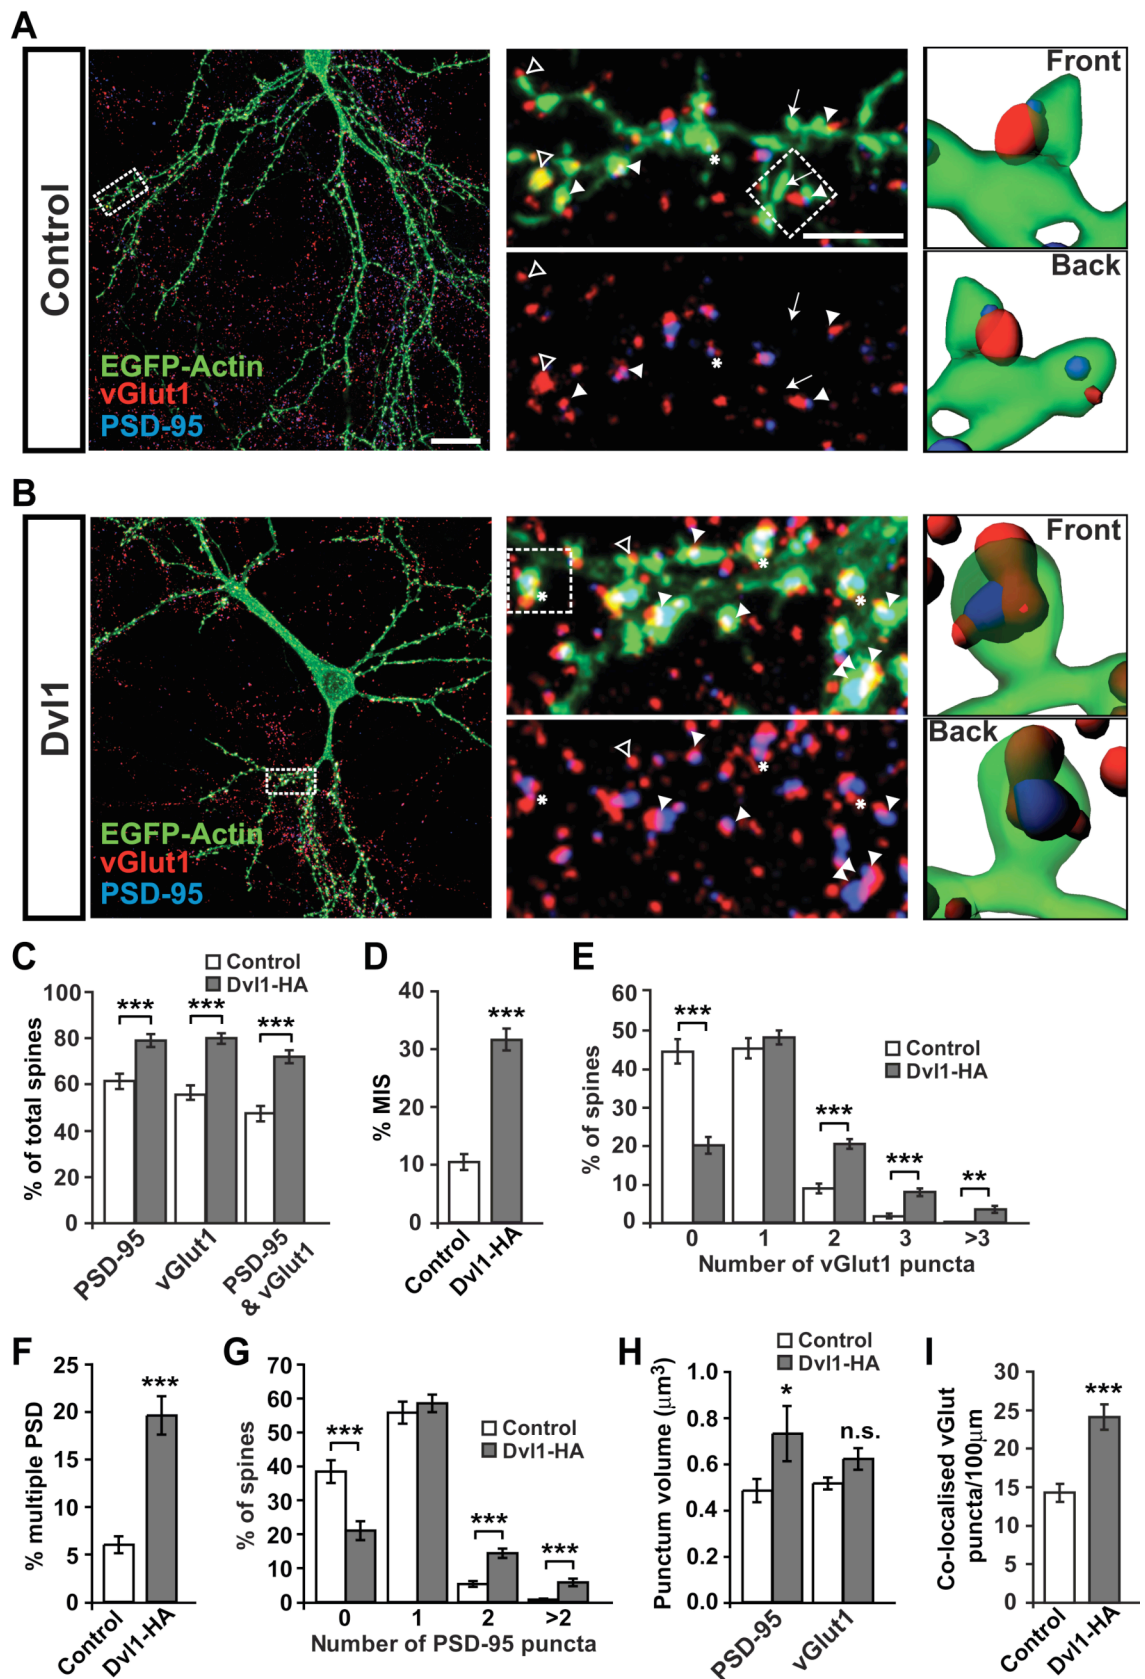 A
Control
EGFP-Actin
vGlut1
PSD-95
*
*
Front
Back
B
Dvl1
EGFP-Actin
vGlut1
PSD-95
*
*
*
*
*
*
Front
Back
C
Control
Dvl1-HA
% of total spines
100
80
60
40
20
0
***
***
***
PSD-95
vGlut1
PSD-95
& vGlut1
D
% MIS
40
30
20
10
0
***
Control
Dvl1-HA
E
% of spines
60
50
40
30
20
10
0
***
***
***
**
Control
Dvl1-HA
0 1 2 3 >3
Number of vGlut1 puncta
F
% multiple PSD
25
20
15
10
5
0
***
Control
Dvl1-HA
G
% of spines
70
60
50
40
30
20
10
0
***
***
***
Control
Dvl1-HA
0 1 2 >2
Number of PSD-95 puncta
H
Control
Dvl1-HA
Punctum volume (μm³)
1.0
0.8
0.6
0.4
0.2
0.0
*
n.s.
PSD-95
vGlut1
I
Co-localised vGlut
puncta/100μm
30
25
20
15
10
5
0
***
Control
Dvl1-HA